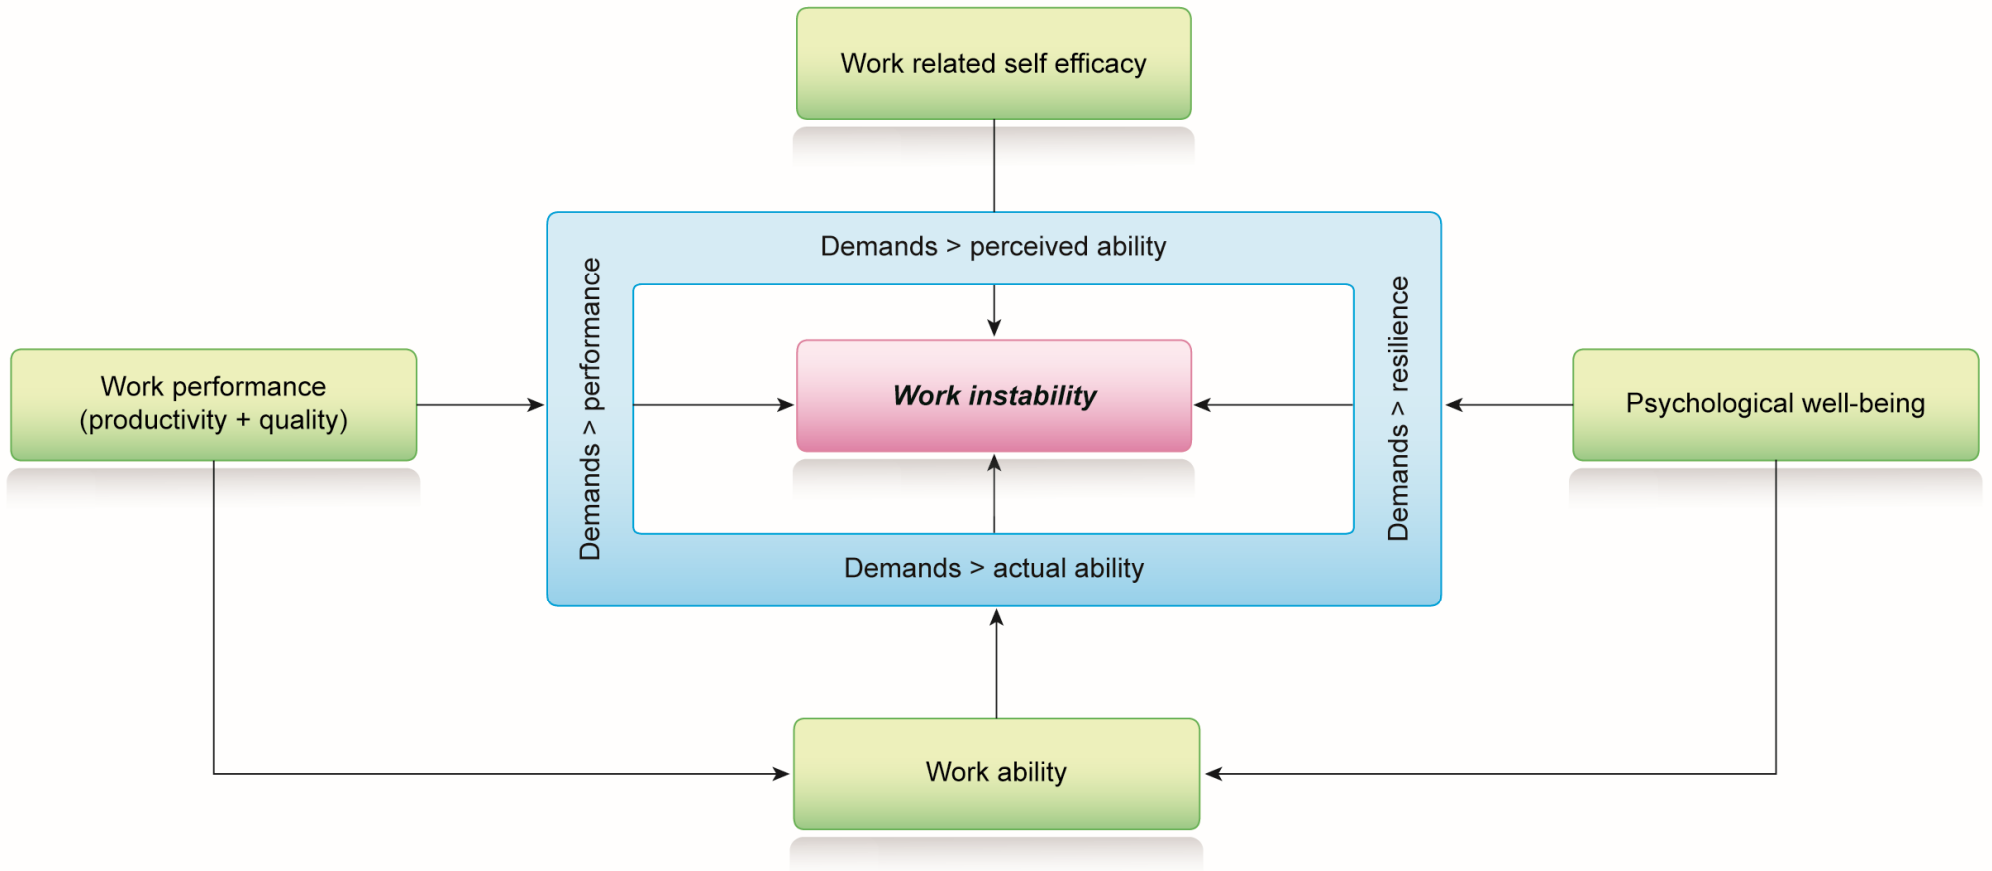 Work related self efficacy
Demands > perceived ability
Demands > performance
Work performance
(productivity + quality)
Work instability
Demands > resilience
Psychological well-being
Demands > actual ability
Work ability